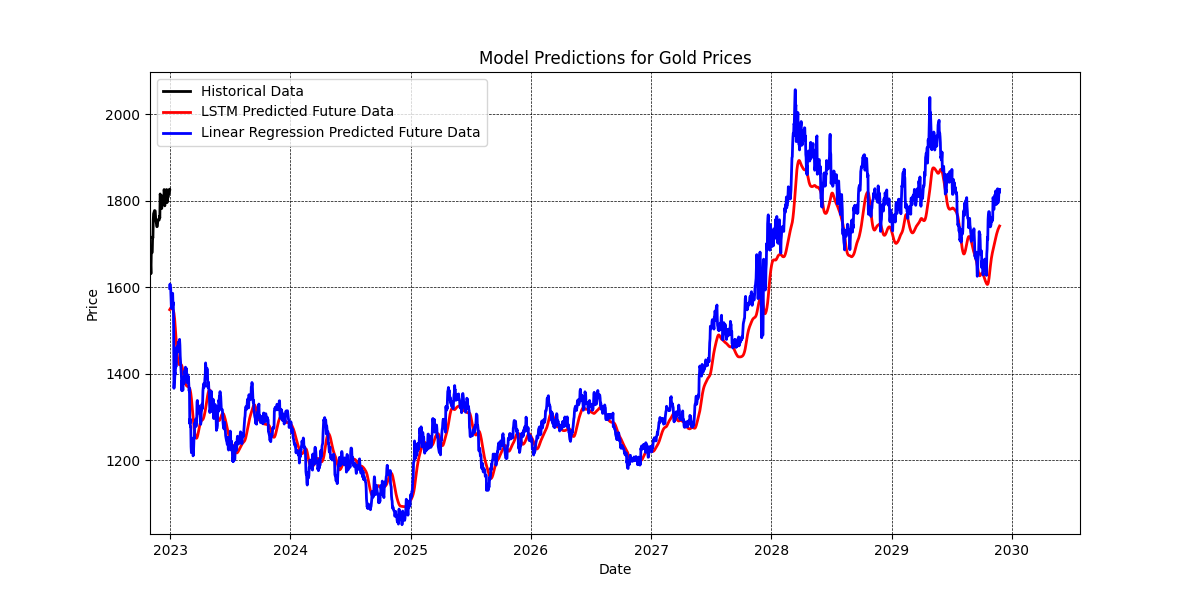 Model Predictions for Gold Prices
Historical Data
LSTM Predicted Future Data
Linear Regression Predicted Future Data
2000
1800
1600
1400
1200
Price
2023 2024 2025 2026 2027 2028 2029 2030
Date